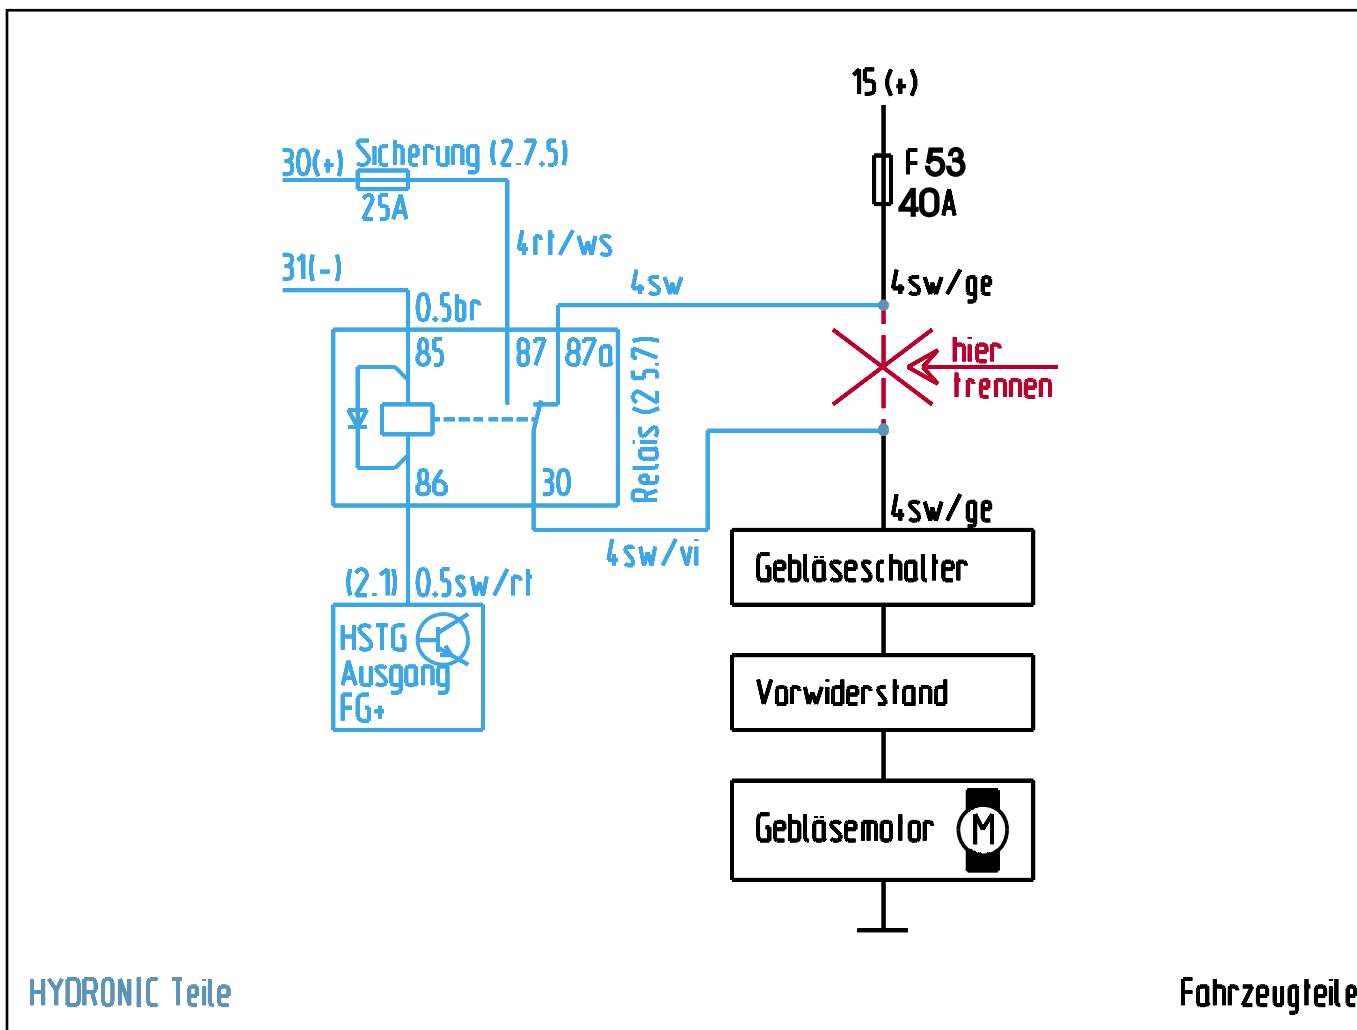 15 (+)
30(+) Sicherung (2.7.5)
F 53
25A
40A
4rt/ws
31(-)
4sw
4sw/ge
0.5br
85
87
87a
Relais (2 5.7)
hier
trennen
86
30
4sw/ge
4sw/vi
(2.1) 0.5sw/rt
Gebläseschalter
HSTG
Ausgang
FG+
Vorwiderstand
Gebläsemotor
M
HYDRONIC Teile
Fahrzeugteile